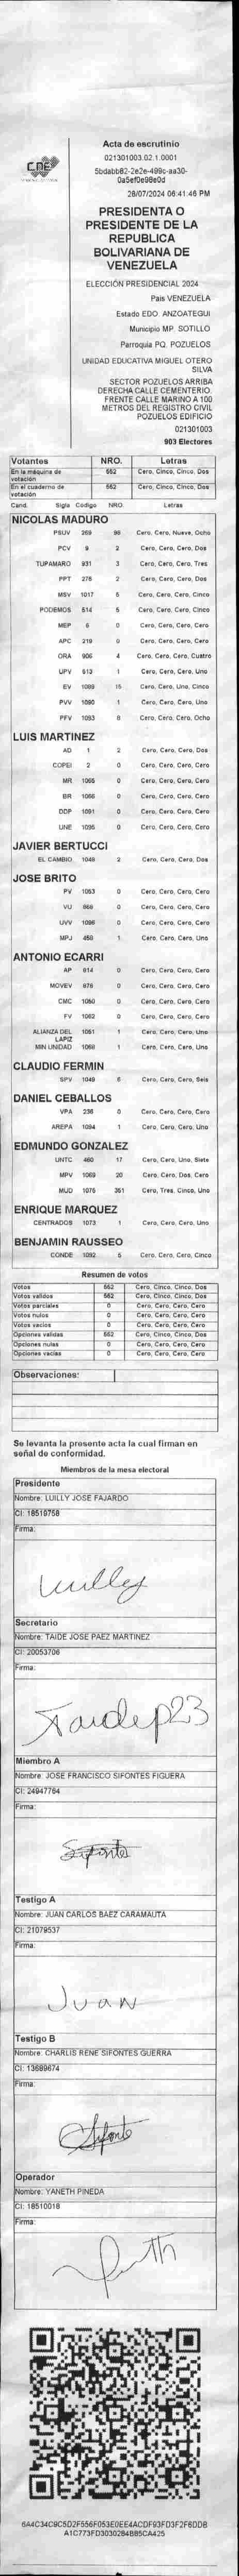 CNE
Acta de escrutinio
021301003.02.1.0001
5bdabb82-2e2e-499c-aa30-
0a5ef0e98e0d
28/07/2024 06:41:46 PM
PRESIDENTA O
PRESIDENTE DE LA
REPUBLICA
BOLIVARIANA DE
VENEZUELA
ELECCIÓN PRESIDENCIAL 2024
Pais VENEZUELA
Estado EDO. ANZOATEGUI
Municipio MP. SOTILLO
Parroquia PQ. POZUELOS
UNIDAD EDUCATIVA MIGUEL OTERO
SILVA
SECTOR POZUELOS ARRIBA
DERECHA CALLE CEMENTERIO.
FRENTE CALLE MARINO A 100
METROS DEL REGISTRO CIVIL
POZUELOS EDIFICIO
021301003
903 Electores
Votantes NRO. Letras
En la máquina de votación 552 Cero, Cinco, Cinco, Dos
En el cuaderno de votación 552 Cero, Cinco, Cinco, Dos
Cand. Sigla Codigo NRO. Letras
NICOLAS MADURO
PSUV 269 98 Cero, Cero, Nueve, Ocho
PCV 9 2 Cero, Cero, Cero, Dos
TUPAMARO 931 3 Cero, Cero, Cero, Tres
PPT 276 2 Cero, Cero, Cero, Dos
MSV 1017 5 Cero, Cero, Cero, Cinco
PODEMOS 514 5 Cero, Cero, Cero, Cinco
MEP 6 0 Cero, Cero, Cero, Cero
APC 219 0 Cero, Cero, Cero, Cero
ORA 906 4 Cero, Cero, Cero, Cuatro
UPV 613 1 Cero, Cero, Cero, Uno
EV 1089 15 Cero, Cero, Uno, Cinco
PVV 1090 1 Cero, Cero, Cero, Uno
PFV 1093 8 Cero, Cero, Cero, Ocho
LUIS MARTINEZ
AD 1 2 Cero, Cero, Cero, Dos
COPEI 2 0 Cero, Cero, Cero, Cero
MR 1065 0 Cero, Cero, Cero, Cero
BR 1066 0 Cero, Cero, Cero, Cero
DDP 1091 0 Cero, Cero, Cero, Cero
UNE 1095 0 Cero, Cero, Cero, Cero
JAVIER BERTUCCI
EL CAMBIO 1048 2 Cero, Cero, Cero, Dos
JOSE BRITO
PV 1053 0 Cero, Cero, Cero, Cero
VU 868 0 Cero, Cero, Cero, Cero
UVV 1096 0 Cero, Cero, Cero, Cero
MPJ 458 1 Cero, Cero, Cero, Uno
ANTONIO ECARRI
AP 614 0 Cero, Cero, Cero, Cero
MOVEV 979 0 Cero, Cero, Cero, Cero
CMC 1050 0 Cero, Cero, Cero, Cero
FV 1062 0 Cero, Cero, Cero, Cero
ALIANZA DEL LAPIZ 1051 1 Cero, Cero, Cero, Uno
MIN UNIDAD 1068 1 Cero, Cero, Cero, Uno
CLAUDIO FERMIN
SPV 1049 6 Cero, Cero, Cero, Seis
DANIEL CEBALLOS
VPA 236 0 Cero, Cero, Cero, Cero
AREPA 1094 1 Cero, Cero, Cero, Uno
EDMUNDO GONZALEZ
UNTC 460 17 Cero, Cero, Uno, Siete
MPV 1069 20 Cero, Cero, Dos, Cero
MUD 1075 351 Cero, Tres, Cinco, Uno
ENRIQUE MARQUEZ
CENTRADOS 1073 1 Cero, Cero, Cero, Uno
BENJAMIN RAUSSEO
CONDE 1092 5 Cero, Cero, Cero, Cinco
Resumen de votos
Votos 552 Cero, Cinco, Cinco, Dos
Votos validos 552 Cero, Cinco, Cinco, Dos
Votos parciales 0 Cero, Cero, Cero, Cero
Votos nulos 0 Cero, Cero, Cero, Cero
Votos vacios 0 Cero, Cero, Cero, Cero
Opciones validas 552 Cero, Cinco, Cinco, Dos
Opciones nulas 0 Cero, Cero, Cero, Cero
Opciones vacias 0 Cero, Cero, Cero, Cero
Observaciones:
Se levanta la presente acta la cual firman en
señal de conformidad.
Miembros de la mesa electoral
Presidente
Nombre: LUILLY JOSE FAJARDO
CI: 18519758
Firma:
Luilly
Secretario
Nombre: TAIDE JOSE PAEZ MARTINEZ
CI: 20053706
Firma:
Taidep23
Miembro A
Nombre: JOSE FRANCISCO SIFONTES FIGUERA
CI: 24947764
Firma:
Sifontes
Testigo A
Nombre: JUAN CARLOS BAEZ CARAMAUTA
CI: 21079537
Firma:
Juan
Testigo B
Nombre: CHARLIS RENE SIFONTES GUERRA
CI: 13689674
Firma:
Sifonte
Operador
Nombre: YANETH PINEDA
CI: 18510018
Firma:
6A4C34C9C5D2F556F053E0EE4ACDF93FD3F2F6DDB
A1C773FD3030284B85CA425